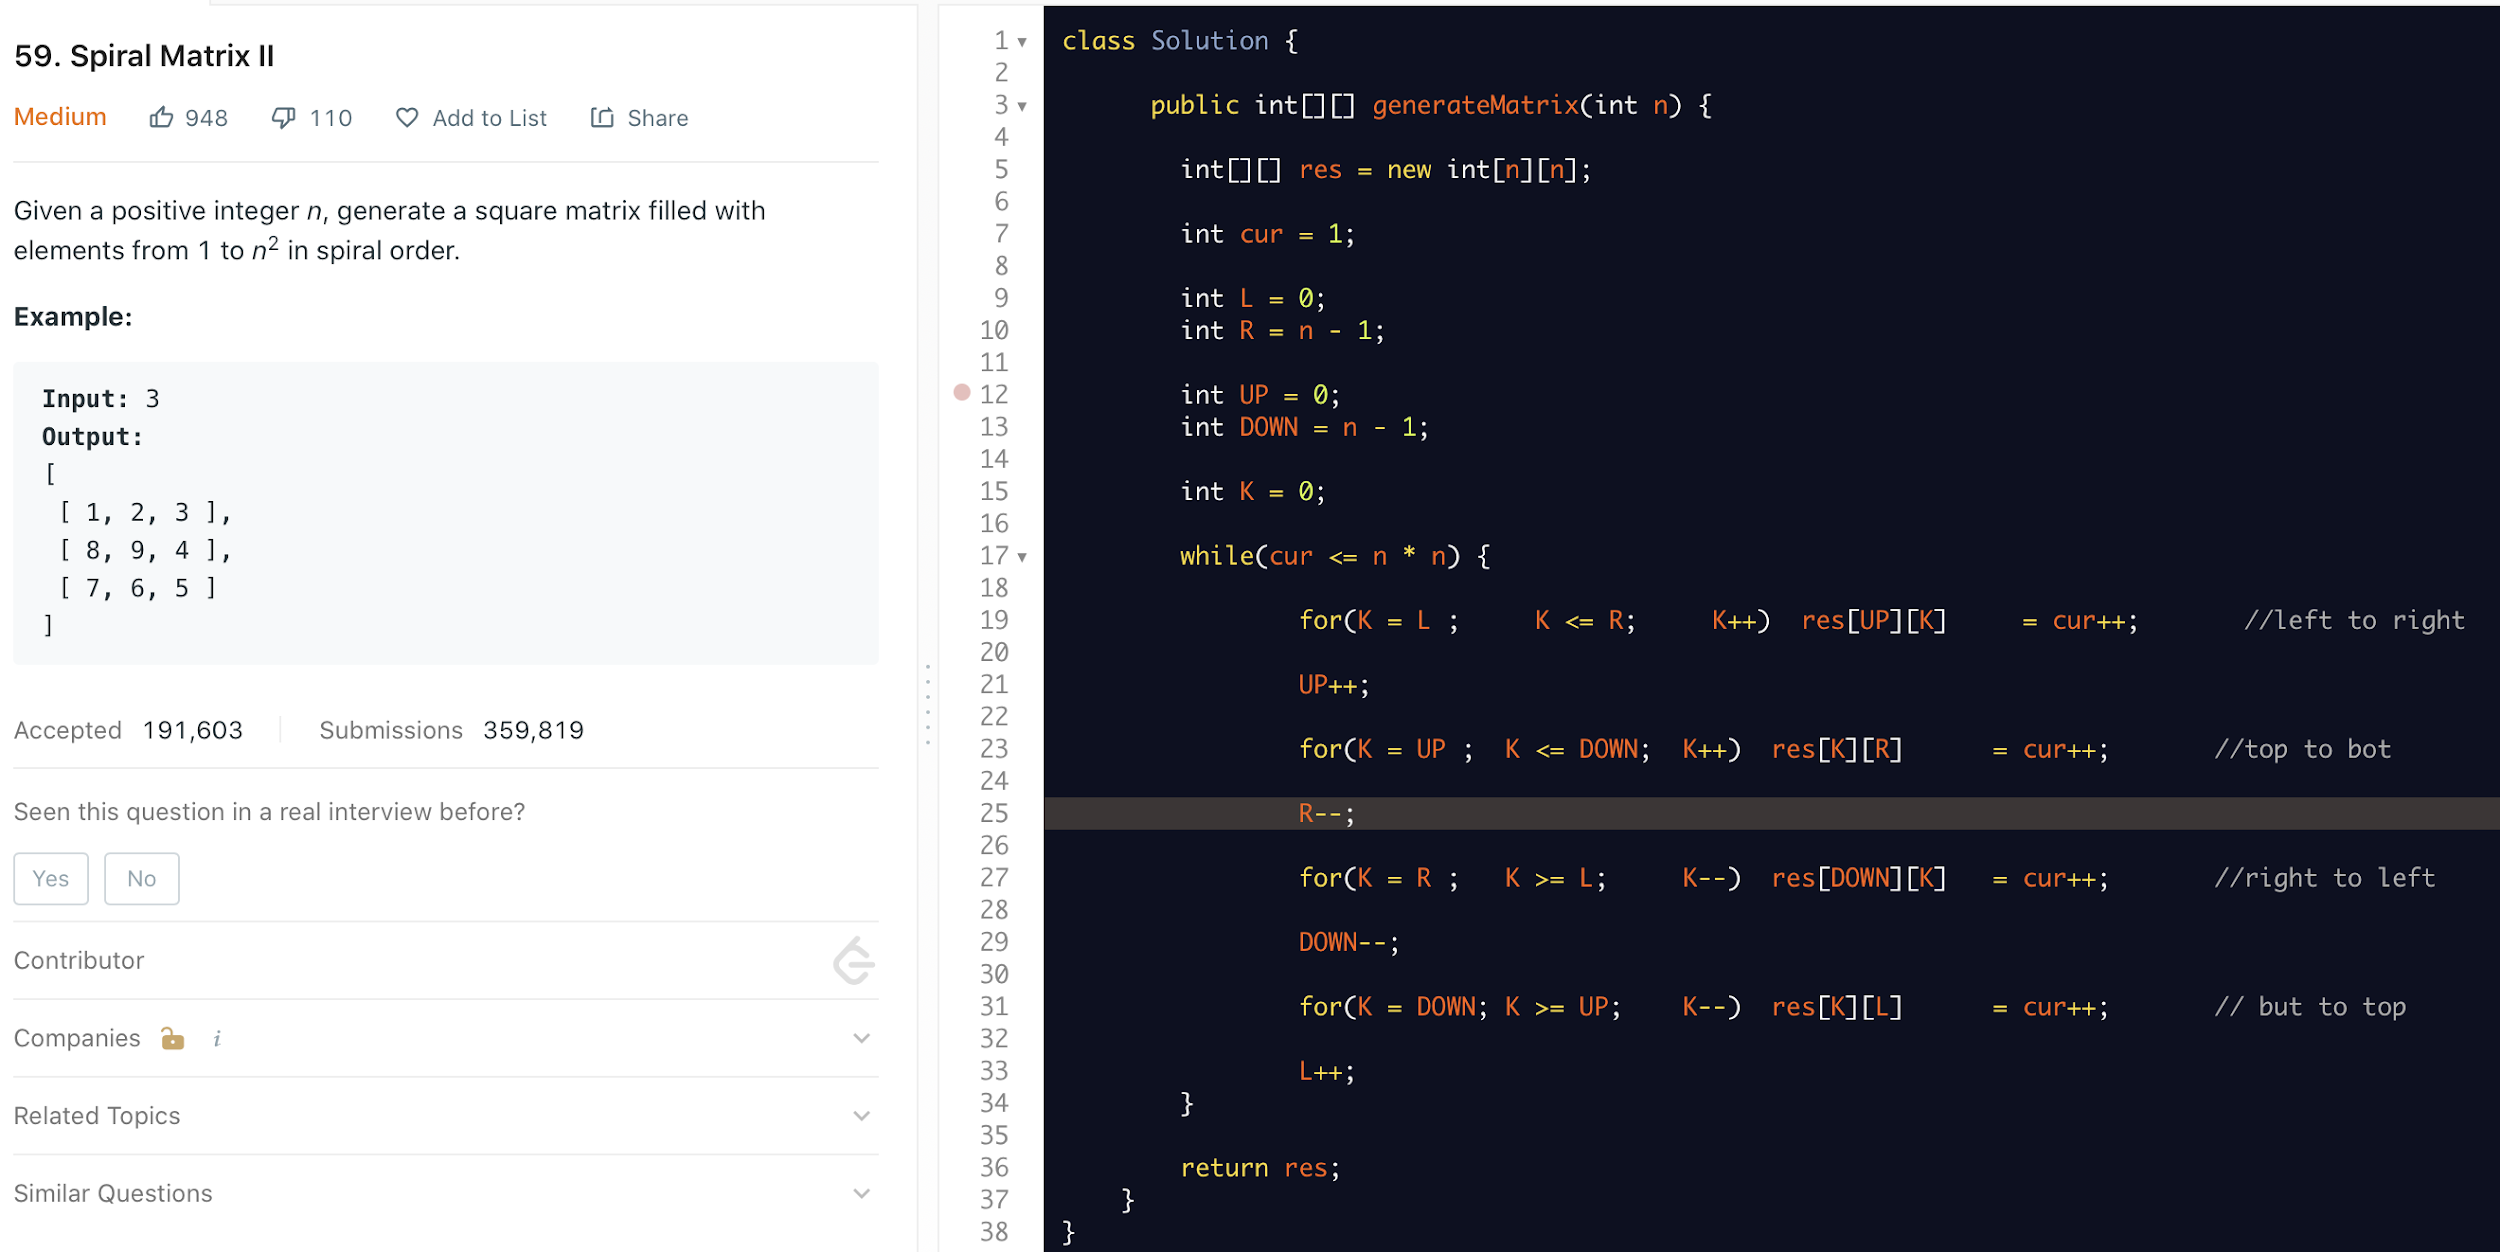 59. Spiral Matrix II
Medium 948 110 Add to List Share
Given a positive integer n, generate a square matrix filled with
elements from 1 to n² in spiral order.
Example:
Input: 3
Output:
[
[ 1, 2, 3 ],
[ 8, 9, 4 ],
[ 7, 6, 5 ]
]
Accepted 191,603 Submissions 359,819
Seen this question in a real interview before?
Yes No
Contributor
Companies i
Related Topics
Similar Questions
1 class Solution {
2
3 public int[][] generateMatrix(int n) {
4
5 int[][] res = new int[n][n];
6
7 int cur = 1;
8
9 int L = 0;
10 int R = n - 1;
11
12 int UP = 0;
13 int DOWN = n - 1;
14
15 int K = 0;
16
17 while(cur <= n * n) {
18
19 for(K = L ; K <= R; K++) res[UP][K] = cur++; //left to right
20
21 UP++;
22
23 for(K = UP ; K <= DOWN; K++) res[K][R] = cur++; //top to bot
24
25 R--;
26
27 for(K = R ; K >= L; K--) res[DOWN][K] = cur++; //right to left
28
29 DOWN--;
30
31 for(K = DOWN; K >= UP; K--) res[K][L] = cur++; // but to top
32
33 L++;
34 }
35
36 return res;
37 }
38 }